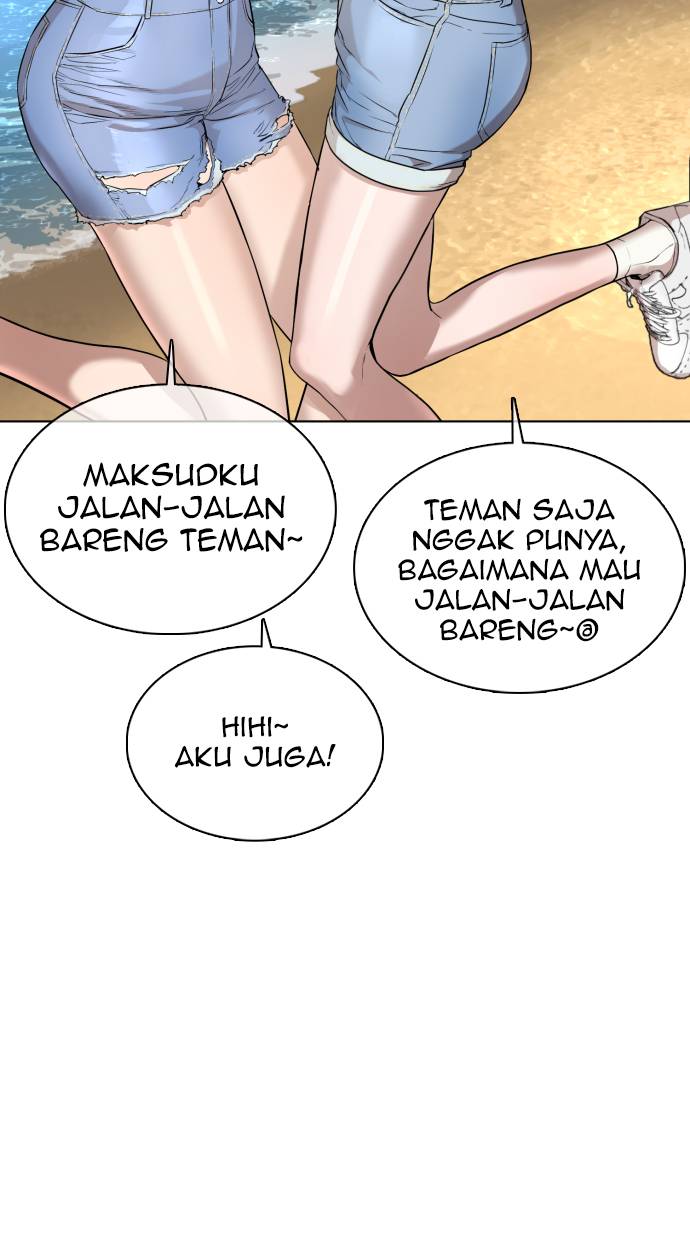 MAKSUDKU
JALAN-JALAN
BARENG TEMAN~
TEMAN SAJA
NGGAK PUNYA,
BAGAIMANA MAU
JALAN-JALAN
BARENG~@
HIHI~
AKU JUGA!